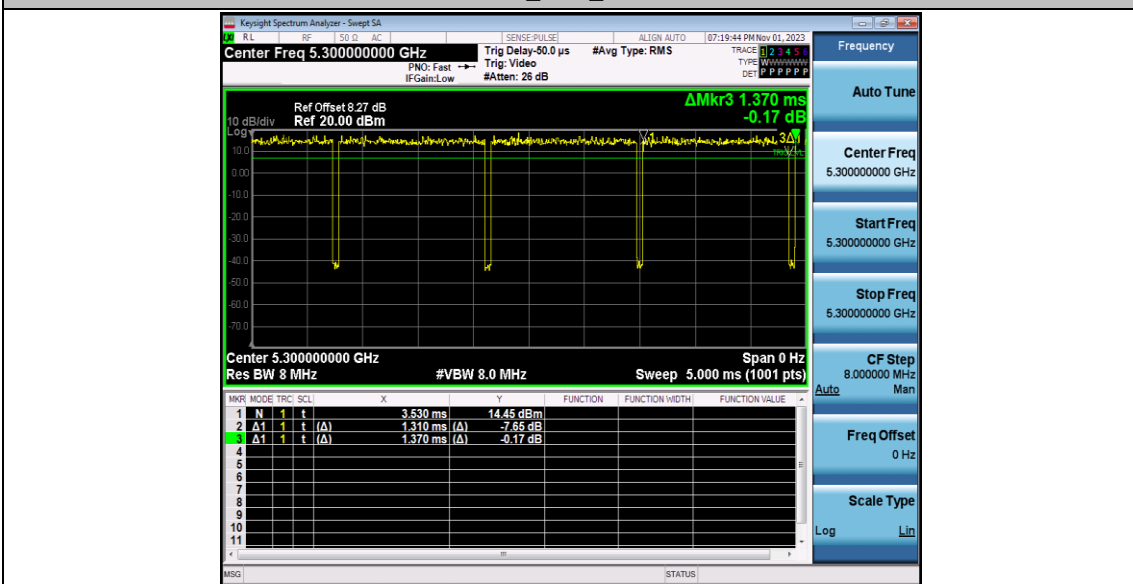 Keysight Spectrum Analyzer - Swept SA
LXI RL RF 50 Ω AC SENSE:PULSE ALIGN AUTO 07:19:44 PM Nov 01, 2023
Center Freq 5.300000000 GHz
PNO: Fast
IFGain:Low
Trig Delay-50.0 µs
Trig: Video
#Atten: 26 dB
#Avg Type: RMS
TRACE 1 2 3 4 5 6
TYPE WWWWWW
DET P P P P P P
Ref Offset 8.27 dB
10 dB/div Ref 20.00 dBm
Log
ΔMkr3 1.370 ms
-0.17 dB
1
3Δ1
10.0
0.00
-10.0
-20.0
-30.0
-40.0
-50.0
-60.0
-70.0
Center 5.300000000 GHz Span 0 Hz
Res BW 8 MHz #VBW 8.0 MHz Sweep 5.000 ms (1001 pts)
MKR MODE TRC SCL X Y FUNCTION FUNCTION WIDTH FUNCTION VALUE
1 N 1 t 3.530 ms 14.45 dBm
2 Δ1 1 t (Δ) 1.310 ms (Δ) -7.65 dB
3 Δ1 1 t (Δ) 1.370 ms (Δ) -0.17 dB
4
5
6
7
8
9
10
11
MSG STATUS
Frequency
Auto Tune
Center Freq
5.300000000 GHz
Start Freq
5.300000000 GHz
Stop Freq
5.300000000 GHz
CF Step
8.000000 MHz
Auto Man
Freq Offset
0 Hz
Scale Type
Log Lin